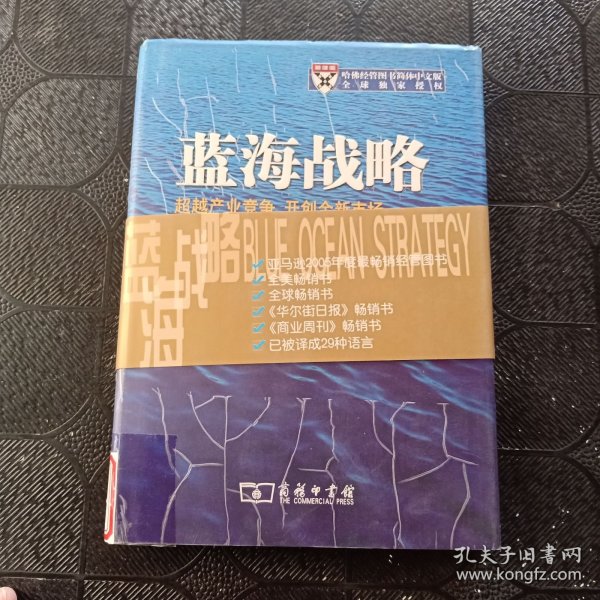 哈佛经管图书简体中文版
全球独家授权
蓝海战略
超越产业竞争 开创全新市场
蓝海战略
BLUE OCEAN STRATEGY
亚马逊2005年度最畅销经管图书
全美畅销书
全球畅销书
《华尔街日报》畅销书
《商业周刊》畅销书
已被译成29种语言
商务印书馆
THE COMMERCIAL PRESS
孔夫子旧書网
www.kongfz.com